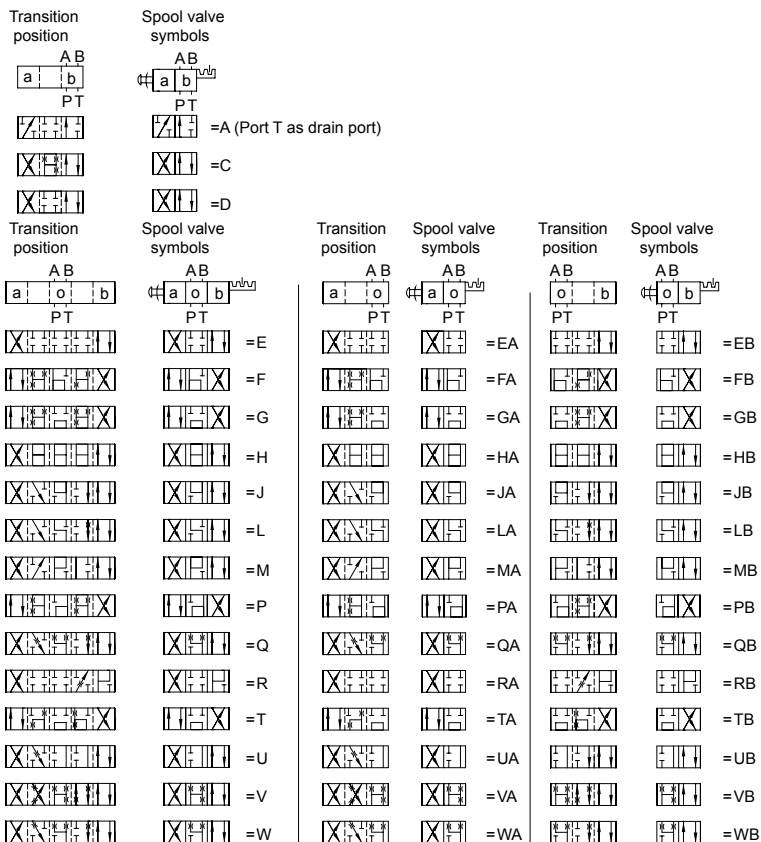 Transition position
Spool valve symbols
A B
a b
P T
A B
a b
P T
=A (Port T as drain port)
=C
=D
Transition position
Spool valve symbols
Transition position
Spool valve symbols
Transition position
Spool valve symbols
A B
a o b
P T
A B
a o b
P T
A B
a o
P T
A B
a o
P T
A B
o b
P T
A B
o b
P T
=E =EA =EB
=F =FA =FB
=G =GA =GB
=H =HA =HB
=J =JA =JB
=L =LA =LB
=M =MA =MB
=P =PA =PB
=Q =QA =QB
=R =RA =RB
=T =TA =TB
=U =UA =UB
=V =VA =VB
=W =WA =WB